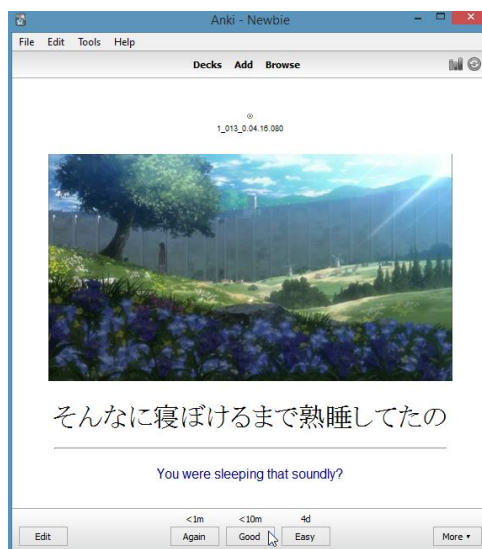 Anki - Newbie
File Edit Tools Help
Decks Add Browse
1_013_0.04.16.080
そんなに寝ぼけるまで熟睡してたの
You were sleeping that soundly?
<1m <10m 4d
Edit Again Good Easy More ▾